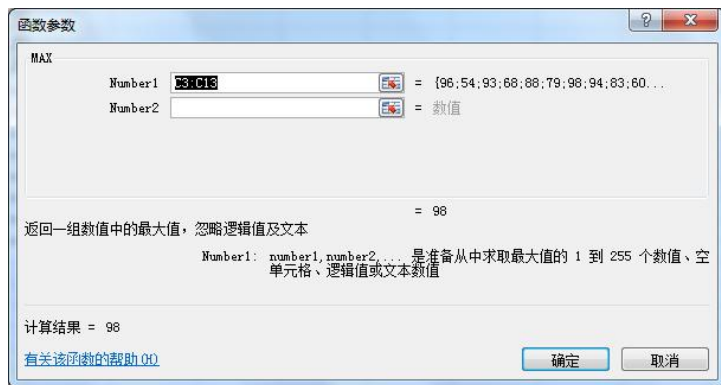 函数参数
MAX
Number1 C3:C13 = {96;54;93;68;88;79;98;94;83;60...
Number2 = 数值
= 98
返回一组数值中的最大值，忽略逻辑值及文本
Number1: number1,number2,... 是准备从中求取最大值的 1 到 255 个数值、空
单元格、逻辑值或文本数值
计算结果 = 98
有关该函数的帮助(H)
确定 取消